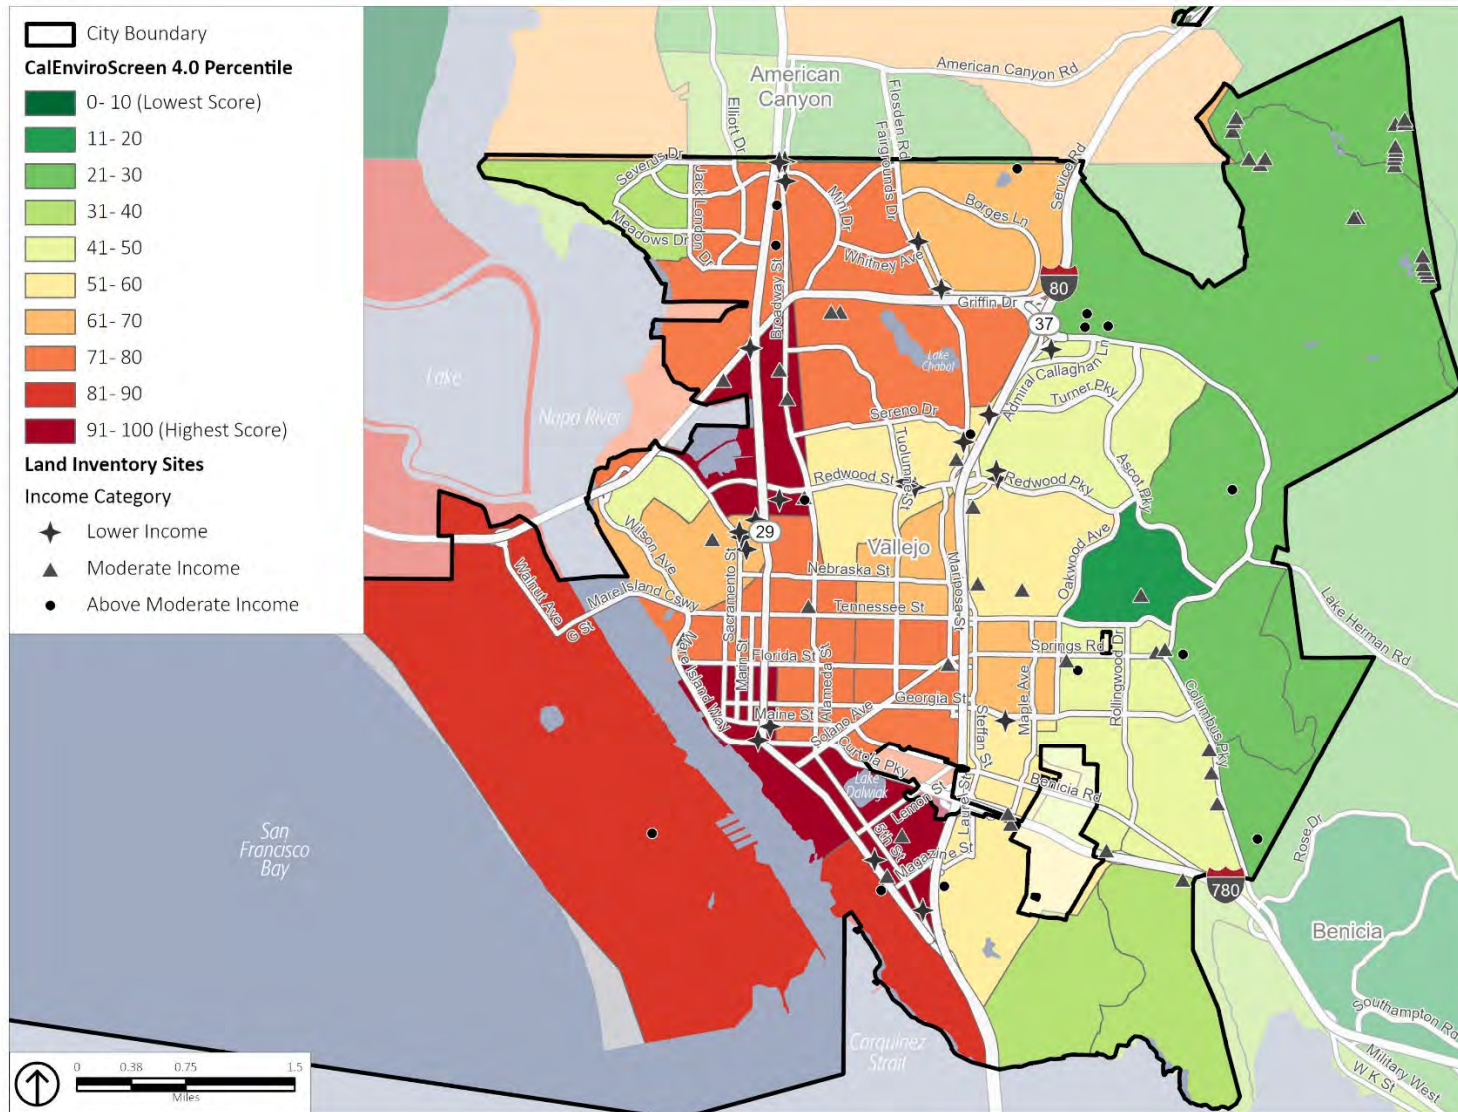 City Boundary
CalEnviroScreen 4.0 Percentile
0- 10 (Lowest Score)
11- 20
21- 30
31- 40
41- 50
51- 60
61- 70
71- 80
81- 90
91- 100 (Highest Score)
Land Inventory Sites
Income Category
Lower Income
Moderate Income
Above Moderate Income
American
Canyon
American Canyon Rd
Elliott Dr
Flosden Rd
Fairgrounds Dr
Service Rd
Severus Dr
Jack London Dr
Meadows Dr
Mini Dr
Borges Ln
Whitney Ave
Broadway St
Griffin Dr
80
37
Lake
Chabot
Lake
Napa River
Admiral Callaghan Ln
Turner Pky
Sereno Dr
Tuolumne St
Redwood St
Redwood Pky
Ascot Pky
29
Wilson Ave
Vallejo
Oakwood Ave
Sacramento St
Nebraska St
Mariposa St
Walnut Ave
G St
Mare Island Cswy
Tennessee St
Lake Herman Rd
Marin St
Florida St
Alameda St
Springs Rd
Rollingwood Dr
Mare Island Way
Georgia St
Maple Ave
Columbus Pky
Maine St
Solano Ave
Steffan St
Curtola Pky
Lake
Dalwigk
Lemon St
Laurel St
Benicia Rd
5th St
Magazine St
Rose Dr
780
San
Francisco
Bay
Benicia
Southampton Rd
Carquinez
Strait
Military West
W K St
0 0.38 0.75 1.5
Miles